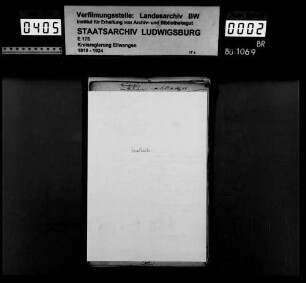 0405
Verfilmungsstelle: Landesarchiv BW
Institut für Erhaltung von Archiv- und Bibliotheksgut
STAATSARCHIV LUDWIGSBURG
E 175
Kreisregierung Ellwangen
1818 - 1924
0002
BR
Bü.1069